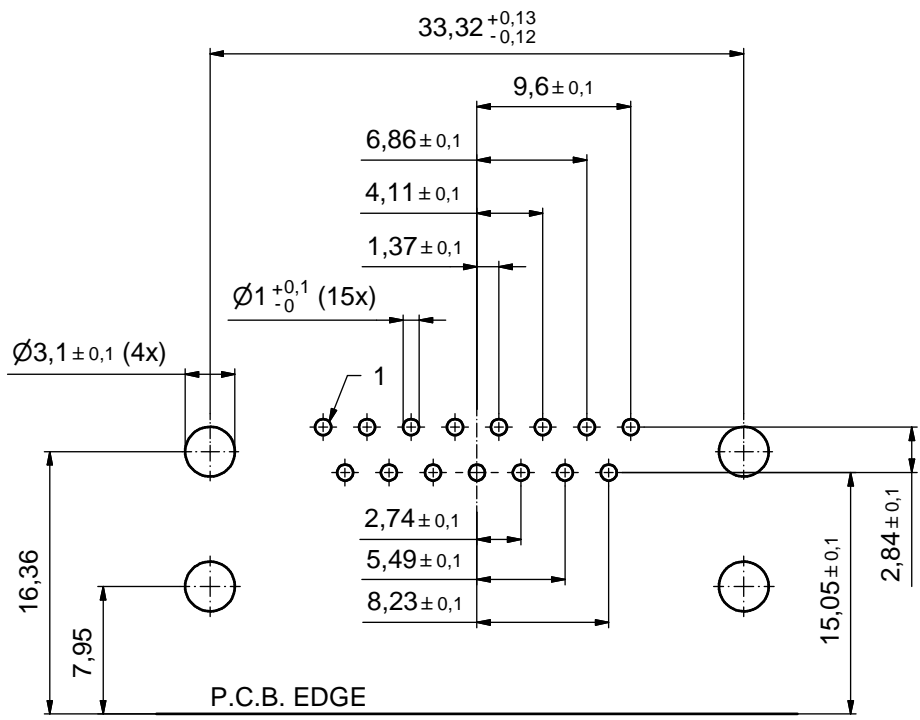 33,32 +0,13 -0,12
9,6 ± 0,1
6,86 ± 0,1
4,11 ± 0,1
1,37 ± 0,1
Ø1 +0,1 -0 (15x)
Ø3,1 ± 0,1 (4x)
1
2,74 ± 0,1
5,49 ± 0,1
8,23 ± 0,1
16,36
7,95
15,05 ± 0,1
2,84 ± 0,1
P.C.B. EDGE